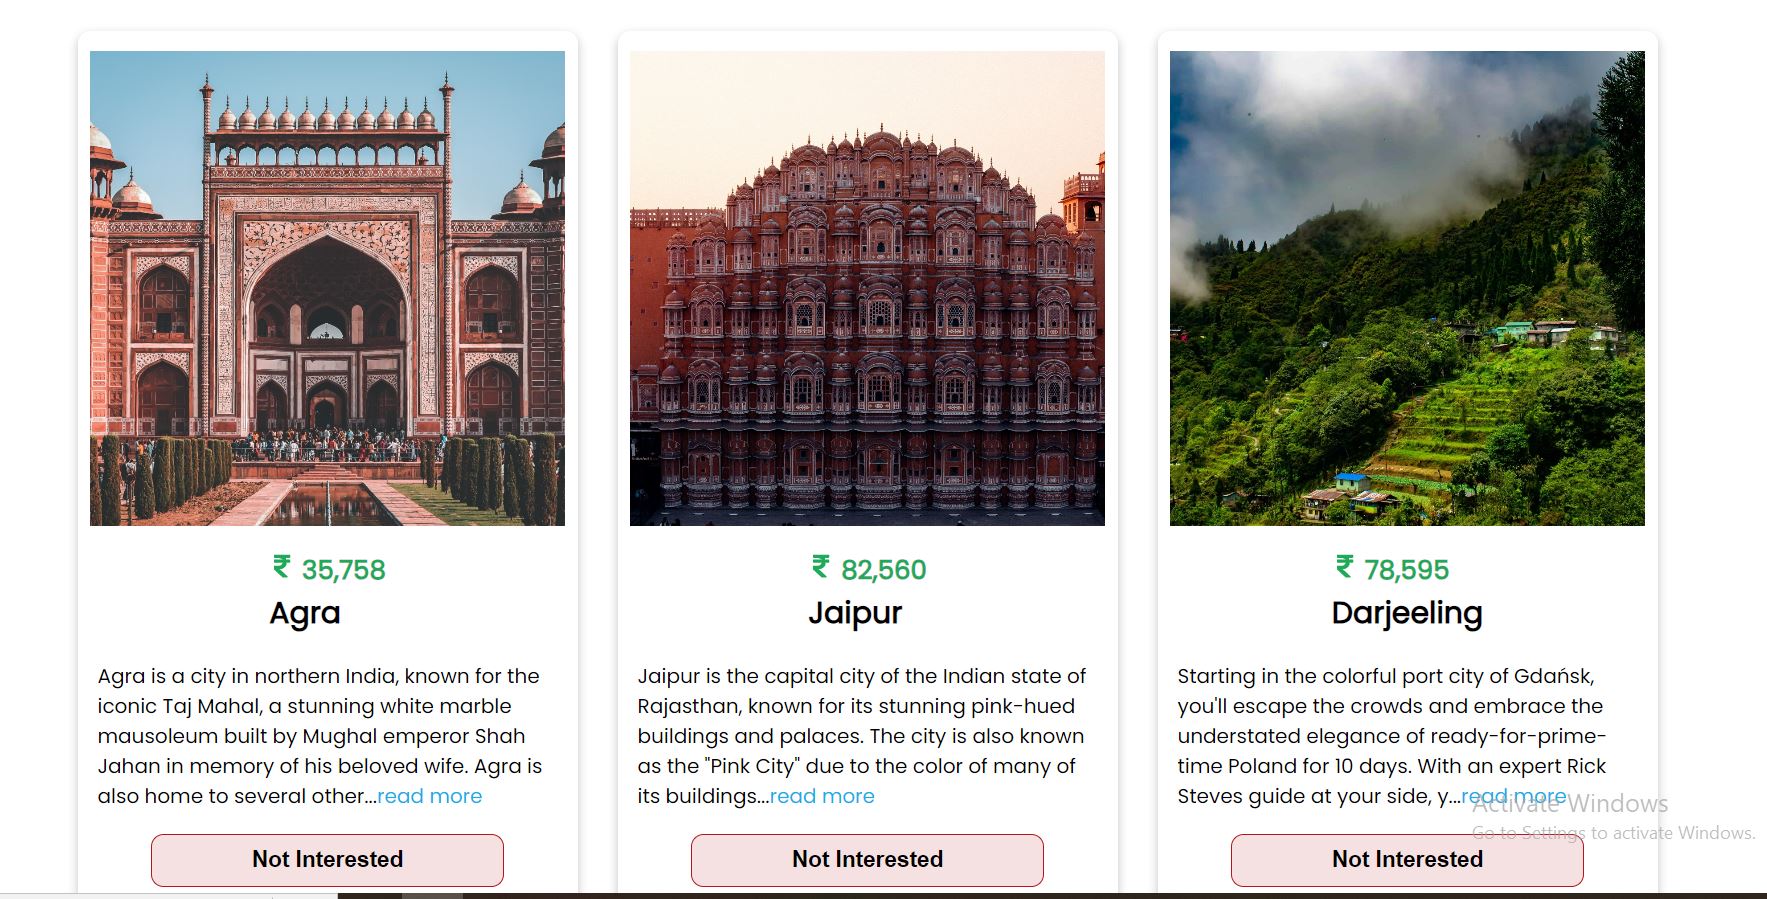 ₹ 35,758
Agra
Agra is a city in northern India, known for the
iconic Taj Mahal, a stunning white marble
mausoleum built by Mughal emperor Shah
Jahan in memory of his beloved wife. Agra is
also home to several other...read more
Not Interested
₹ 82,560
Jaipur
Jaipur is the capital city of the Indian state of
Rajasthan, known for its stunning pink-hued
buildings and palaces. The city is also known
as the "Pink City" due to the color of many of
its buildings...read more
Not Interested
₹ 78,595
Darjeeling
Starting in the colorful port city of Gdańsk,
you'll escape the crowds and embrace the
understated elegance of ready-for-prime-
time Poland for 10 days. With an expert Rick
Steves guide at your side, y...read more
Not Interested
Activate Windows
Go to Settings to activate Windows.